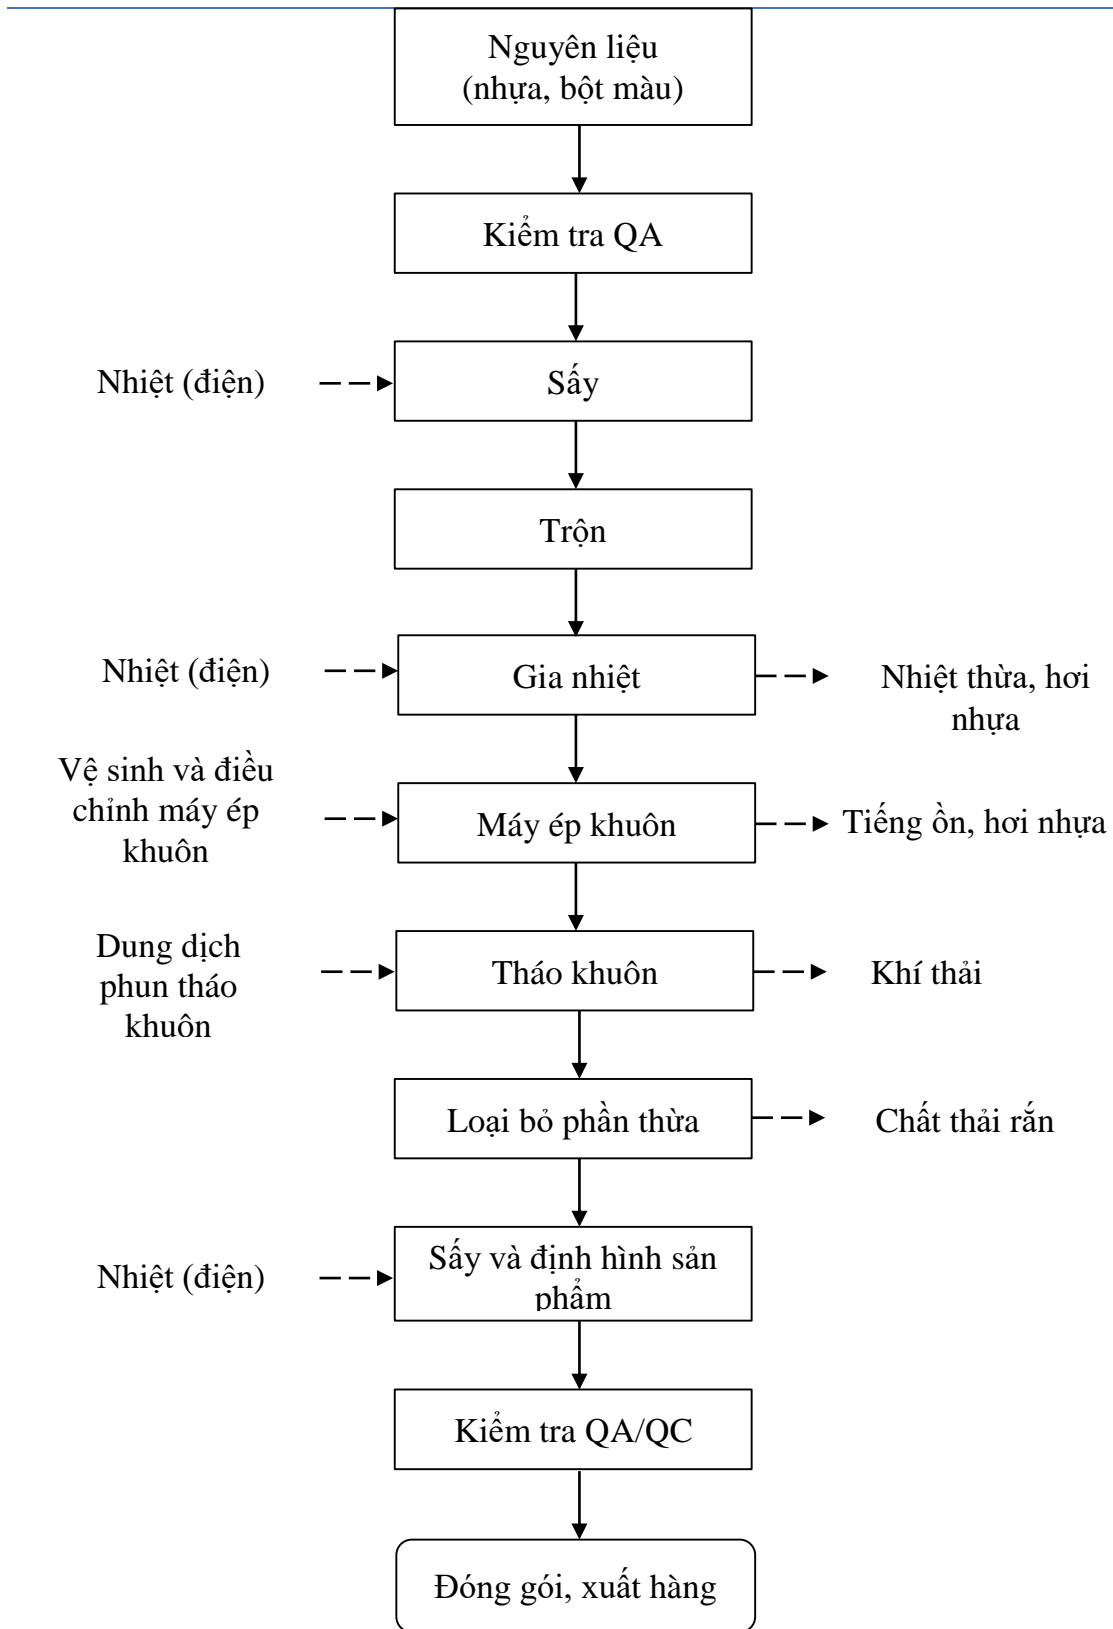 Nguyên liệu
(nhựa, bột màu)
Kiểm tra QA
Nhiệt (điện)
Sấy
Trộn
Nhiệt (điện)
Gia nhiệt
Nhiệt thừa, hơi
nhựa
Vệ sinh và điều
chỉnh máy ép
khuôn
Máy ép khuôn
Tiếng ồn, hơi nhựa
Dung dịch
phun tháo
khuôn
Tháo khuôn
Khí thải
Loại bỏ phần thừa
Chất thải rắn
Nhiệt (điện)
Sấy và định hình sản
phẩm
Kiểm tra QA/QC
Đóng gói, xuất hàng